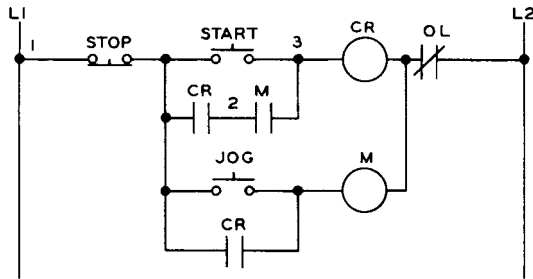 L1 L2
1 STOP START 3 CR OL
CR 2 M
JOG M
CR